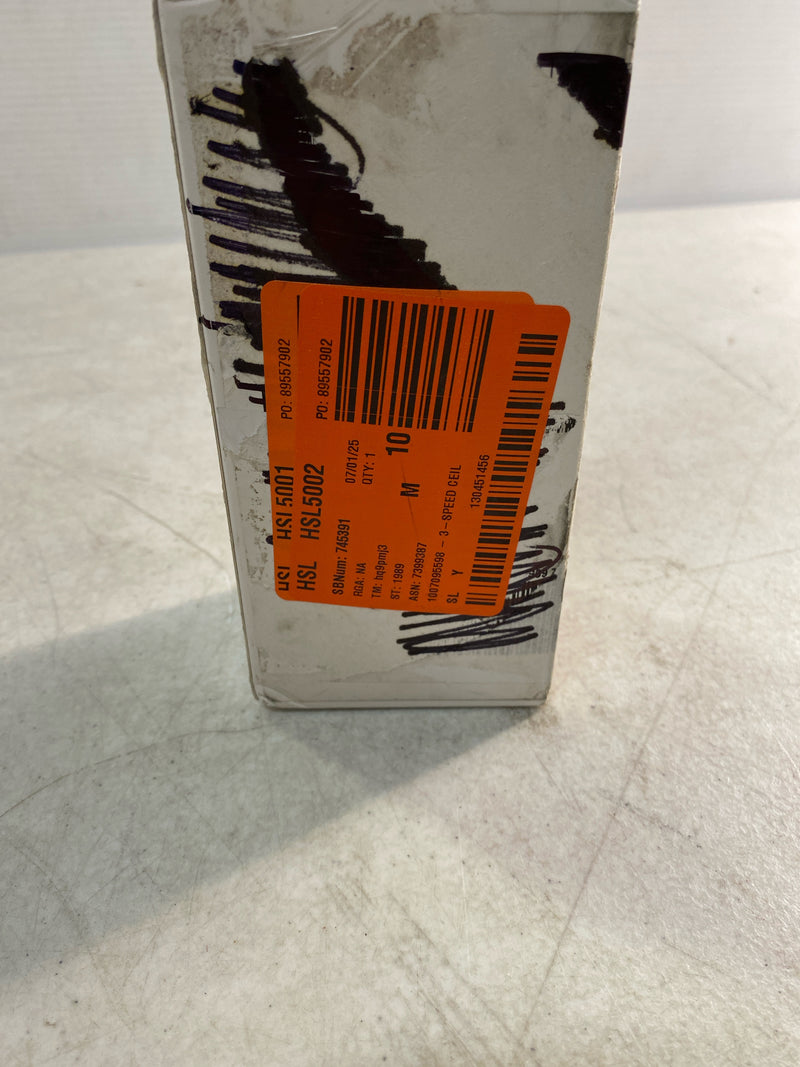 HSL HSL5001
PO: 89557902
HSL HSL5002
PO: 89557902
SBNum: 745391
07/01/25
RGA: NA
QTY: 1
TM: hq9pmj3
M 10
ST: 1989
ASN: 7399387
1007095598 - 3-SPEED CEIL
SL Y
130451456